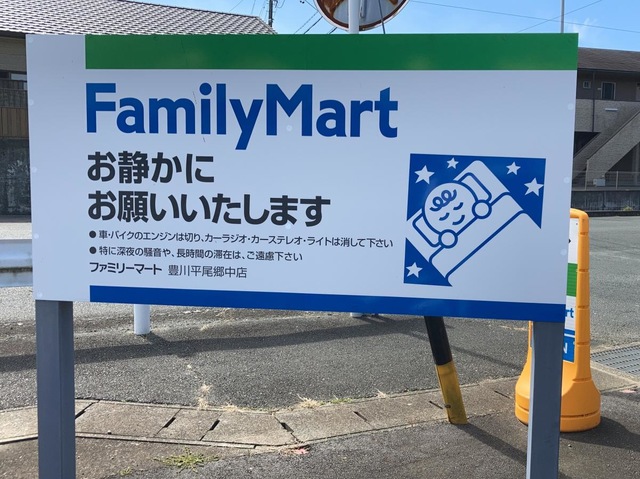 FamilyMart
お静かに
お願いいたします
●車・バイクのエンジンは切り、カーラジオ・カーステレオ・ライトは消して下さい
●特に深夜の騒音や、長時間の滞在は、ご遠慮下さい
ファミリーマート 豊川平尾郷中店